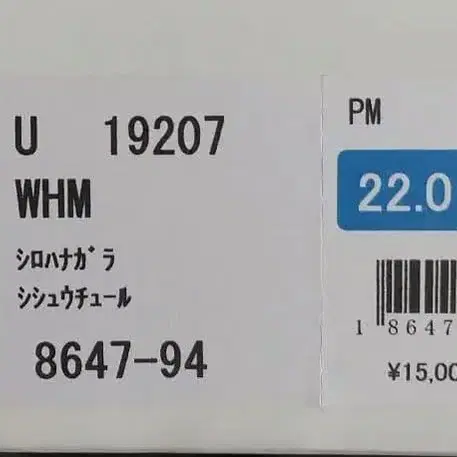 U 19207
WHM
ｼﾛﾊﾅｶﾞﾗ
ｼｼｭｳﾁｭｰﾙ
8647-94
PM
22.0
1 8647
¥15,00